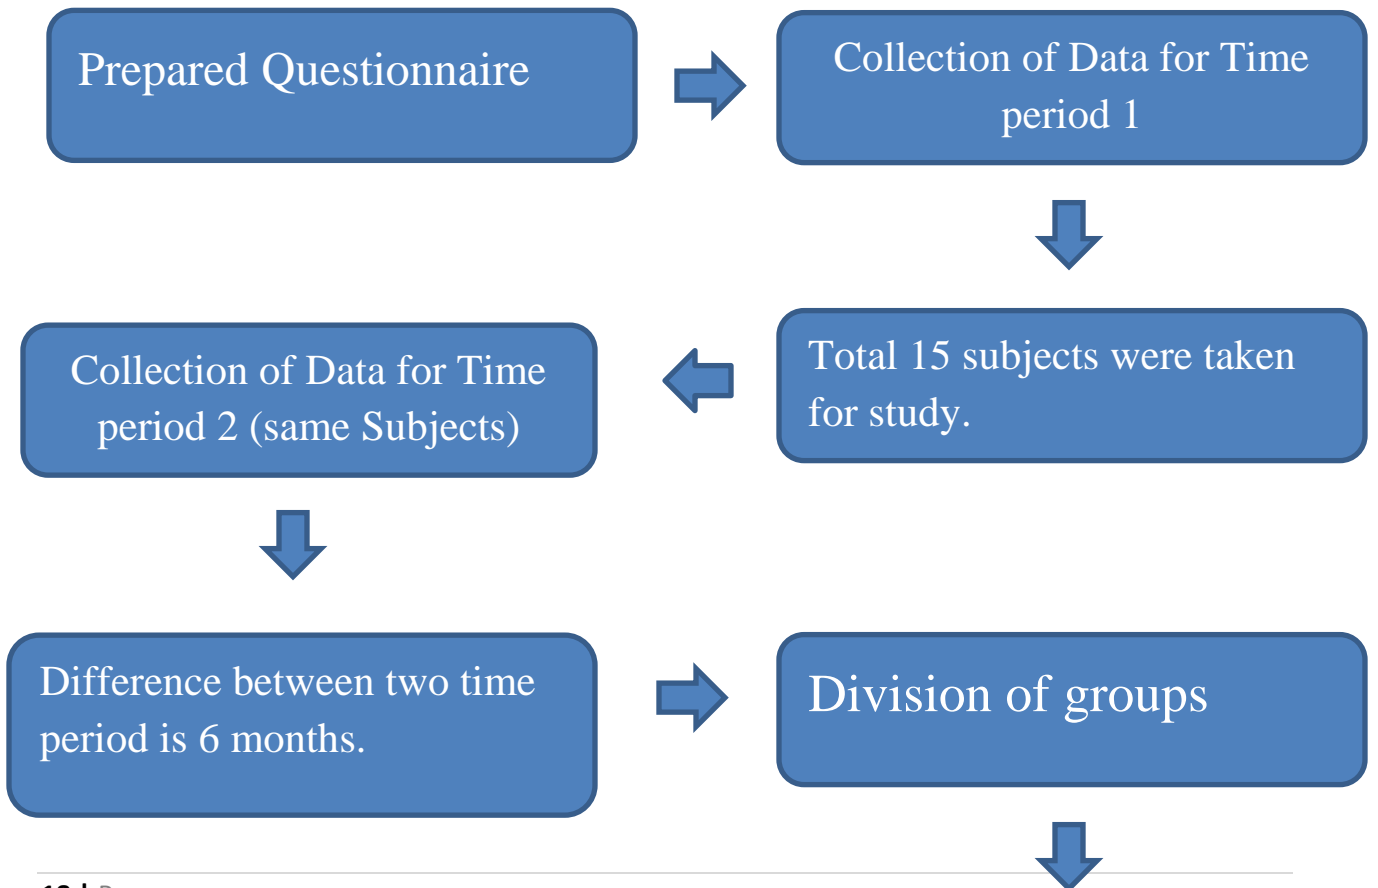 Prepared Questionnaire
Collection of Data for Time
period 1
Total 15 subjects were taken
for study.
Collection of Data for Time
period 2 (same Subjects)
Difference between two time
period is 6 months.
Division of groups